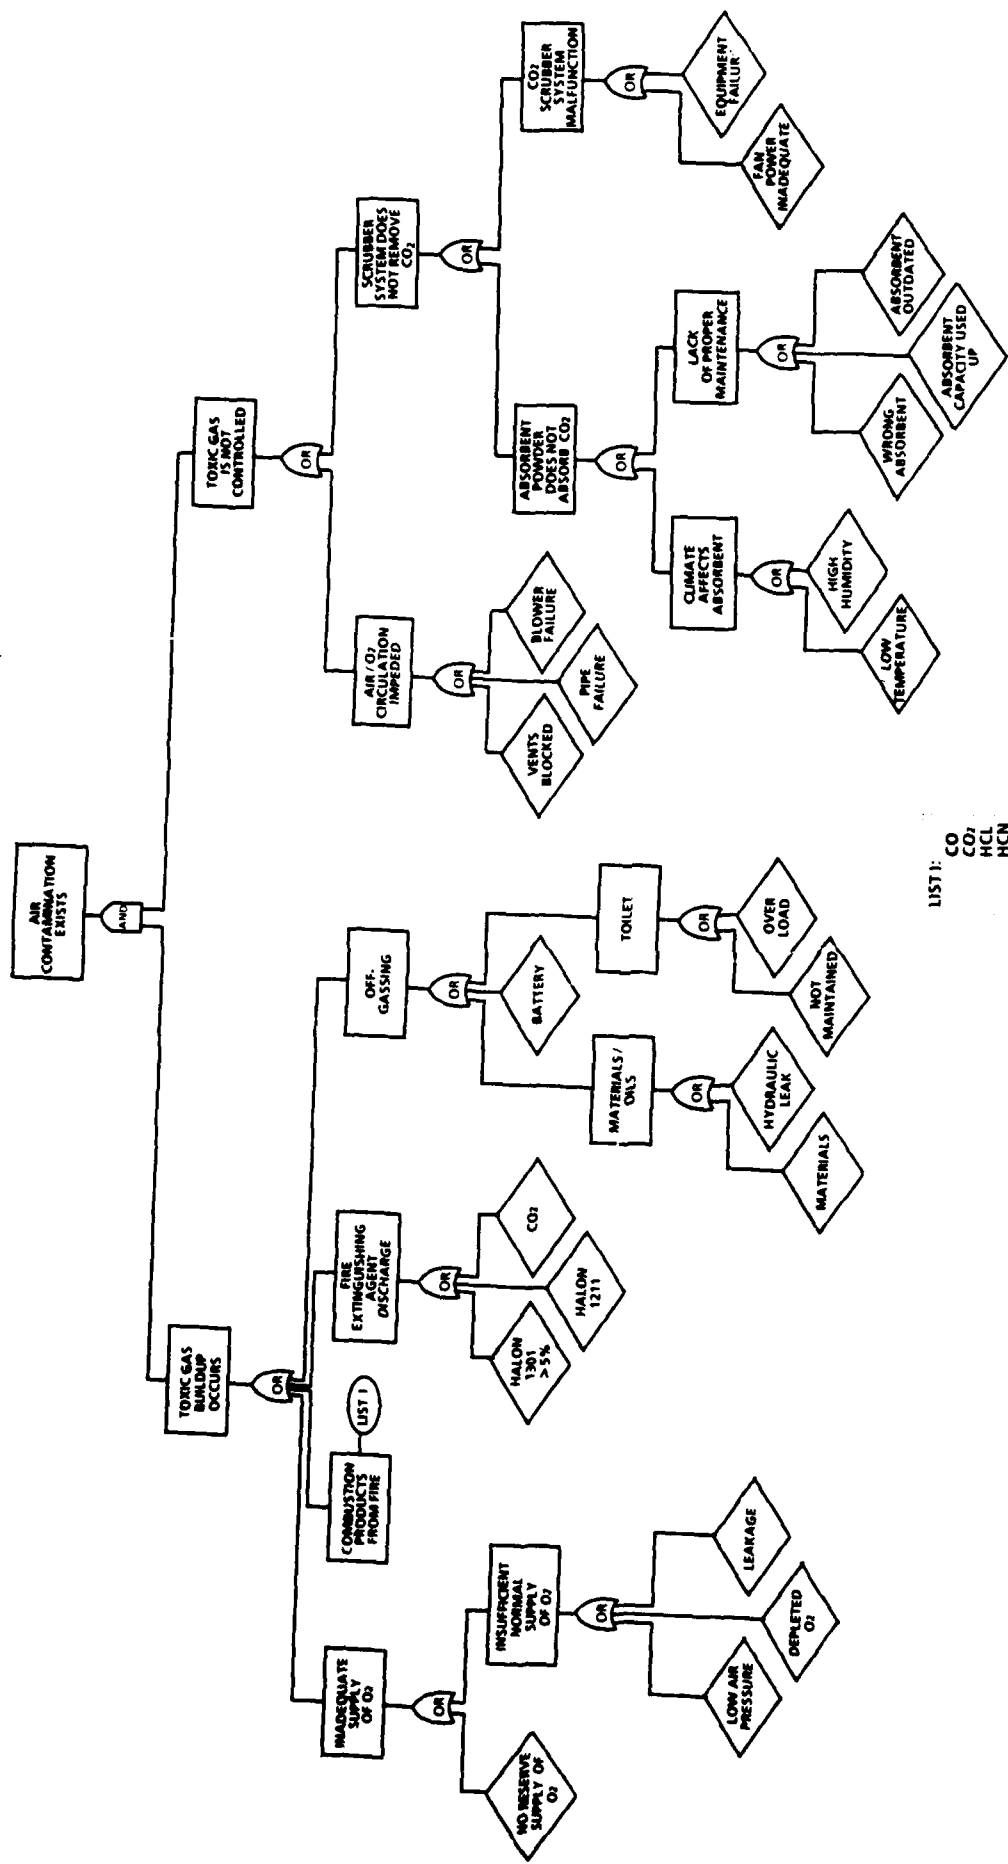 AIR
CONTAMINATION
EXISTS
AND
TOXIC GAS
BUILDUP
OCCURS
OR
TOXIC GAS
IS NOT
CONTROLLED
OR
INADEQUATE
SUPPLY
OF O2
OR
COMBUSTION
PRODUCTS
FROM FIRE
LIST 1
FIRE
EXTINGUISHING
AGENT
DISCHARGE
OR
OFF-
GASSING
OR
AIR / O2
CIRCULATION
IMPEDED
OR
SCRUBBER
SYSTEM DOES
NOT REMOVE
CO2
OR
NO RESERVE
SUPPLY OF
O2
INSUFFICIENT
NORMAL
SUPPLY
OF O2
OR
HALON
1301
>5%
HALON
1211
CO2
BATTERY
MATERIALS /
OILS
OR
TOILET
OR
VENTS
BLOCKED
PIPE
FAILURE
BLOWER
FAILURE
ABSORBENT
POWDER
DOES NOT
ABSORB CO2
OR
CO2
SCRUBBER
SYSTEM
MALFUNCTION
OR
LOW AIR
PRESSURE
DEPLETED
O2
LEAKAGE
MATERIALS
HYDRAULIC
LEAK
NOT
MAINTAINED
OVER
LOAD
CLIMATE
AFFECTS
ABSORBENT
OR
LACK
OF PROPER
MAINTENANCE
OR
FAN
POWER
INADEQUATE
EQUIPMENT
FAILUR
LOW
TEMPERATURE
HIGH
HUMIDITY
WRONG
ABSORBENT
ABSORBENT
CAPACITY USED
UP
ABSORBENT
OUTDATED
LIST 1:
CO
CO2
HCL
HCN